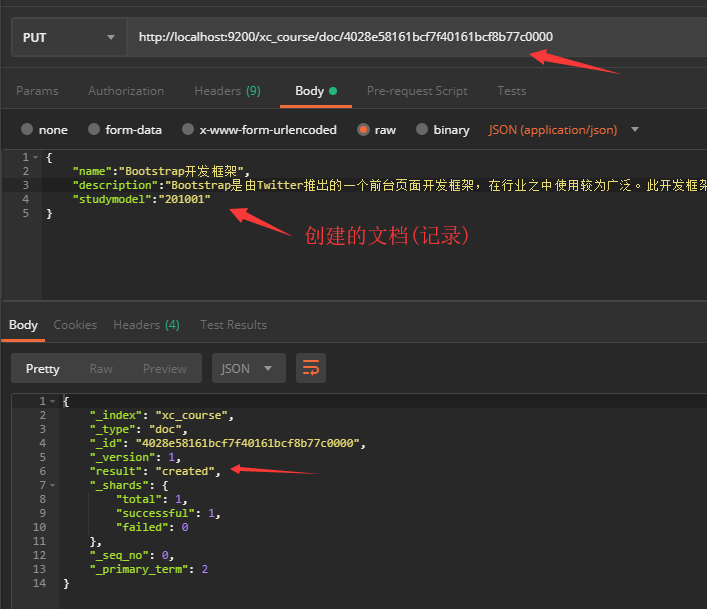 PUT http://localhost:9200/xc_course/doc/4028e58161bcf7f40161bcf8b77c0000
Params Authorization Headers (9) Body Pre-request Script Tests
none form-data x-www-form-urlencoded raw binary JSON (application/json)
1 {
2 "name":"Bootstrap开发框架",
3 "description":"Bootstrap是由Twitter推出的一个前台页面开发框架，在行业之中使用较为广泛。此开发框架
4 "studymodel":"201001"
5 }
创建的文档(记录)
Body Cookies Headers (4) Test Results
Pretty Raw Preview JSON
1 {
2 "_index": "xc_course",
3 "_type": "doc",
4 "_id": "4028e58161bcf7f40161bcf8b77c0000",
5 "_version": 1,
6 "result": "created",
7 "_shards": {
8 "total": 1,
9 "successful": 1,
10 "failed": 0
11 },
12 "_seq_no": 0,
13 "_primary_term": 2
14 }